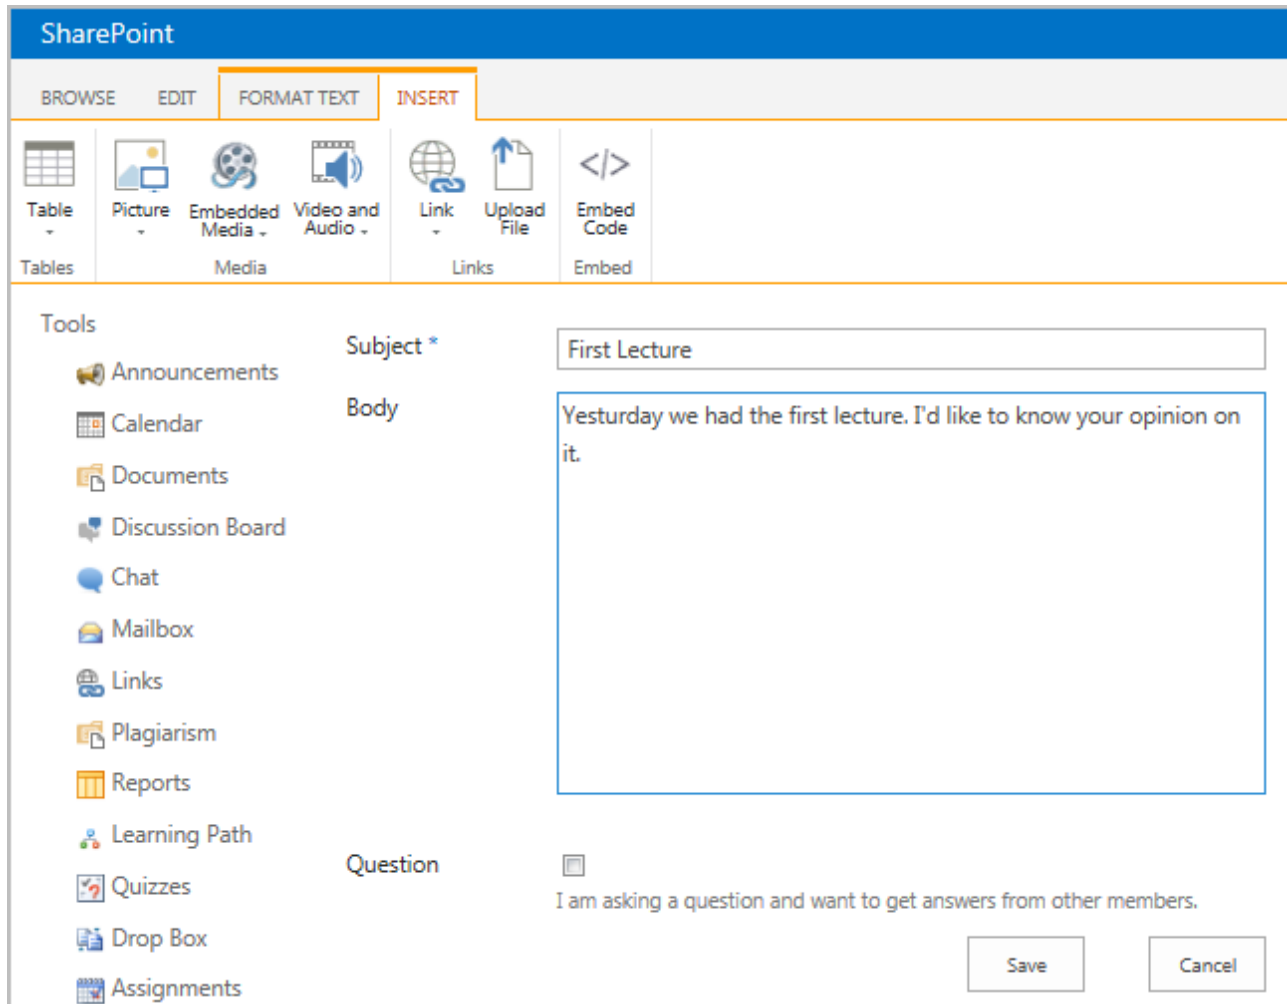 SharePoint
BROWSE EDIT FORMAT TEXT INSERT
Table Picture Embedded Media Video and Audio Link Upload File Embed Code
Tables Media Links Embed
Tools
Announcements
Calendar
Documents
Discussion Board
Chat
Mailbox
Links
Plagiarism
Reports
Learning Path
Quizzes
Drop Box
Assignments
Subject *
First Lecture
Body
Yesturday we had the first lecture. I'd like to know your opinion on
it.
Question
I am asking a question and want to get answers from other members.
Save Cancel